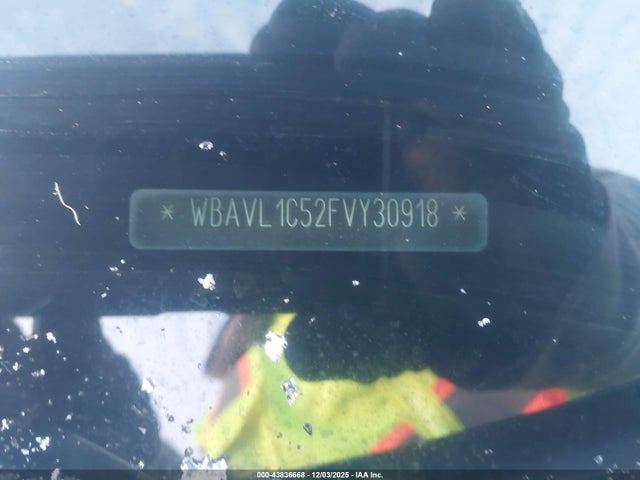 * WBAVL1C52FVY30918 *
000-43836668 - 12/03/2025 - IAA Inc.